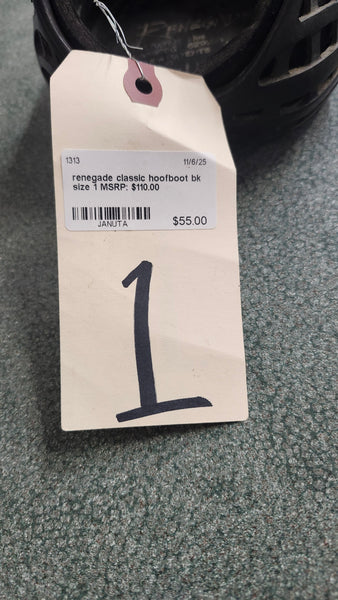 1313 11/6/25
renegade classic hoofboot bk
size 1 MSRP: $110.00
JANUTA $55.00
1